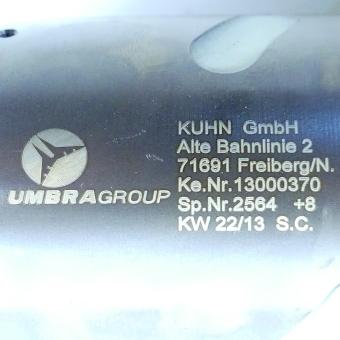 UMBRAGROUP
KUHN GmbH
Alte Bahnlinie 2
71691 Freiberg/N.
Ke.Nr.13000370
Sp.Nr.2564 +8
KW 22/13 S.C.